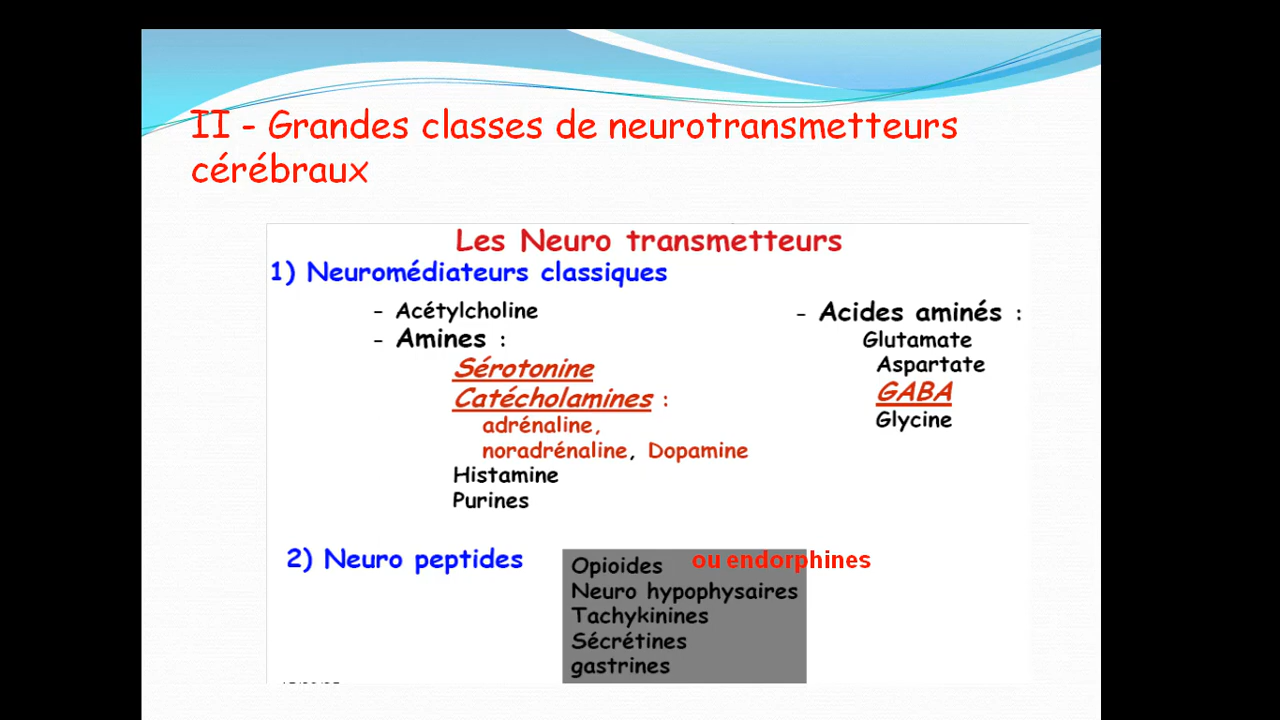 II - Grandes classes de neurotransmetteurs
cérébraux
Les Neuro transmetteurs
1) Neuromédiateurs classiques
- Acétylcholine
- Amines :
Sérotonine
Catécholamines :
adrénaline,
noradrénaline, Dopamine
Histamine
Purines
- Acides aminés :
Glutamate
Aspartate
GABA
Glycine
2) Neuro peptides
Opioides ou endorphines
Neuro hypophysaires
Tachykinines
Sécrétines
gastrines